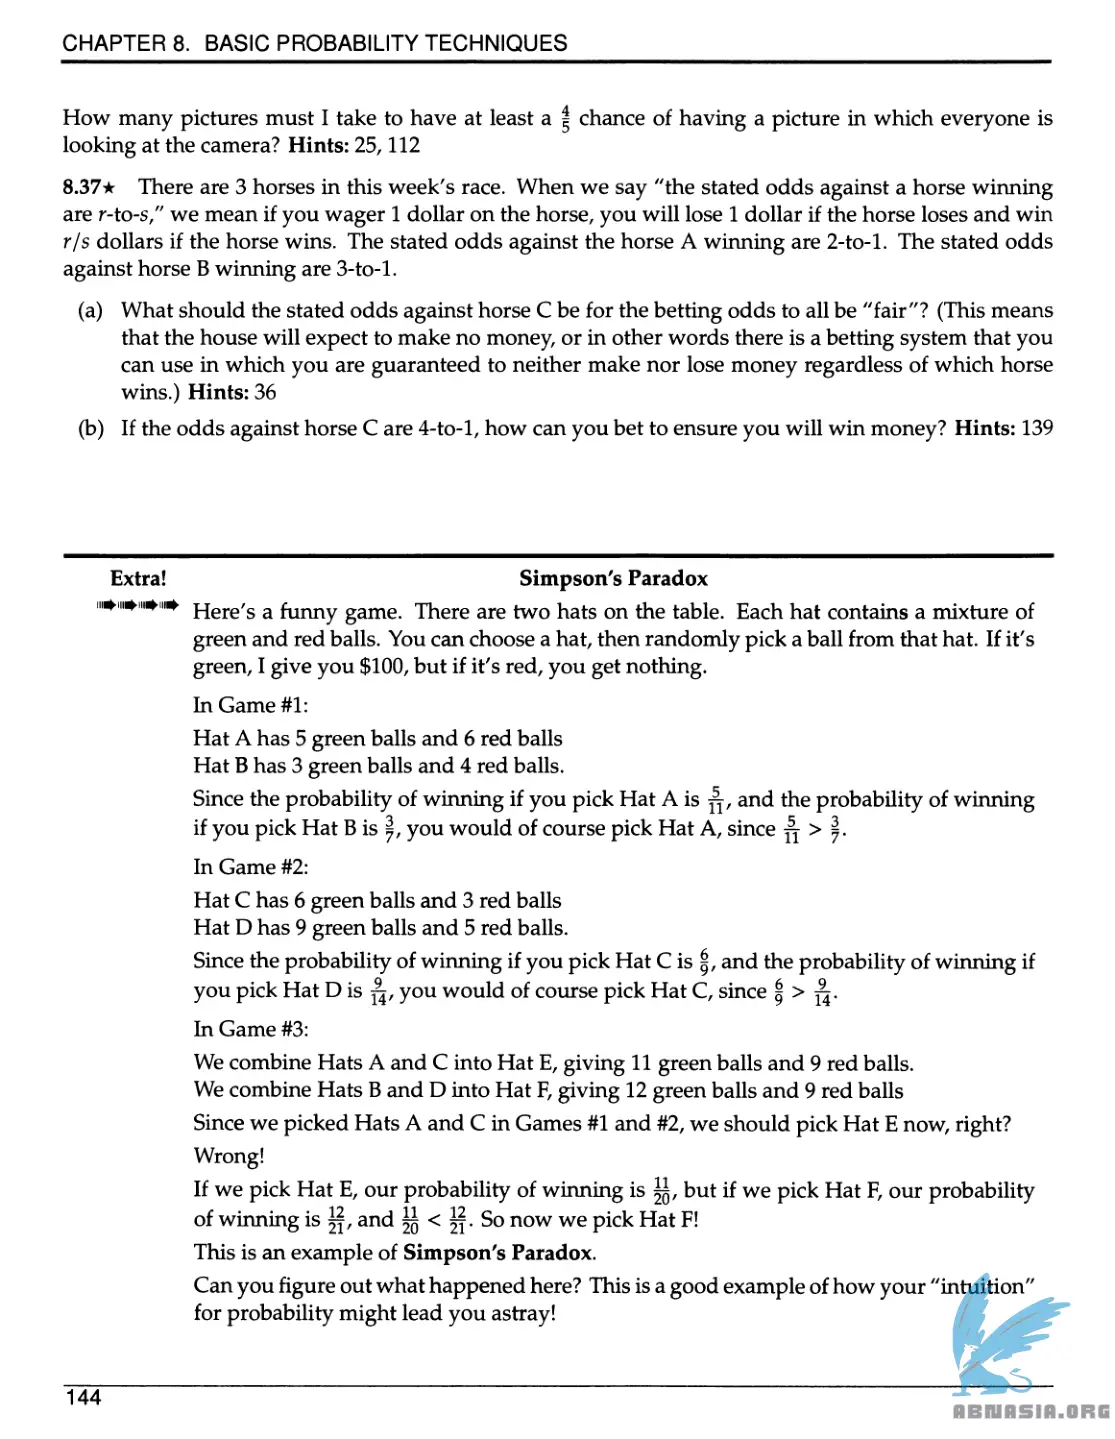 CHAPTER 8. BASIC PROBABILITY TECHNIQUES
How many pictures must I take to have at least a 4/5 chance of having a picture in which everyone is
looking at the camera? Hints: 25, 112
8.37★ There are 3 horses in this week's race. When we say "the stated odds against a horse winning
are r-to-s," we mean if you wager 1 dollar on the horse, you will lose 1 dollar if the horse loses and win
r/s dollars if the horse wins. The stated odds against the horse A winning are 2-to-1. The stated odds
against horse B winning are 3-to-1.
(a) What should the stated odds against horse C be for the betting odds to all be "fair"? (This means
that the house will expect to make no money, or in other words there is a betting system that you
can use in which you are guaranteed to neither make nor lose money regardless of which horse
wins.) Hints: 36
(b) If the odds against horse C are 4-to-1, how can you bet to ensure you will win money? Hints: 139
Extra! Simpson's Paradox
Here's a funny game. There are two hats on the table. Each hat contains a mixture of
green and red balls. You can choose a hat, then randomly pick a ball from that hat. If it's
green, I give you $100, but if it's red, you get nothing.
In Game #1:
Hat A has 5 green balls and 6 red balls
Hat B has 3 green balls and 4 red balls.
Since the probability of winning if you pick Hat A is 5/11, and the probability of winning
if you pick Hat B is 3/7, you would of course pick Hat A, since 5/11 > 3/7.
In Game #2:
Hat C has 6 green balls and 3 red balls
Hat D has 9 green balls and 5 red balls.
Since the probability of winning if you pick Hat C is 6/9, and the probability of winning if
you pick Hat D is 9/14, you would of course pick Hat C, since 6/9 > 9/14.
In Game #3:
We combine Hats A and C into Hat E, giving 11 green balls and 9 red balls.
We combine Hats B and D into Hat F, giving 12 green balls and 9 red balls
Since we picked Hats A and C in Games #1 and #2, we should pick Hat E now, right?
Wrong!
If we pick Hat E, our probability of winning is 11/20, but if we pick Hat F, our probability
of winning is 12/21, and 11/20 < 12/21. So now we pick Hat F!
This is an example of Simpson's Paradox.
Can you figure out what happened here? This is a good example of how your "intuition"
for probability might lead you astray!
144
ABNASIA.ORG